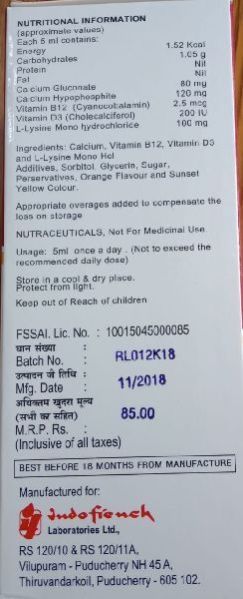 NUTRITIONAL INFORMATION
(approximate values)
Each 5 ml contains:
Energy 1.52 Kcal
Carbohydrates 1.05 g
Protein Nil
Fat Nil
Calcium Gluconate 80 mg
Calcium Hypophosphite 120 mg
Vitamin B12 (Cyanocobalamin) 2.5 mcg
Vitamin D3 (Cholecalciferol) 200 IU
L-Lysine Mono hydrochloride 100 mg
Ingredients: Calcium, Vitamin B12, Vitamin D3
and L-Lysine Mono Hcl
Additives, Sorbitol, Glycerin, Sugar,
Perservatives, Orange Flavour and Sunset
Yellow Colour.
Appropriate overages added to compensate the
loss on storage
NUTRACEUTICALS, Not For Medicinal Use
Usage: 5ml once a day . (Not to exceed the
recommended daily dose)
Store in a cool & dry place.
Protect from light.
Keep out of Reach of children
FSSAI. Lic. No. : 10015045000085
घान संख्या :
Batch No. : RL012K18
उत्पादन की तिथि :
Mfg. Date : 11/2018
अधिकतम खुदरा मूल्य
(सभी कर सहित) : 85.00
M.R.P. Rs. :
(Inclusive of all taxes)
BEST BEFORE 18 MONTHS FROM MANUFACTURE
Manufactured for:
Indofrench
Laboratories Ltd.,
RS 120/10 & RS 120/11A,
Vilupuram - Puducherry NH 45 A,
Thiruvandarkoil, Puducherry - 605 102.